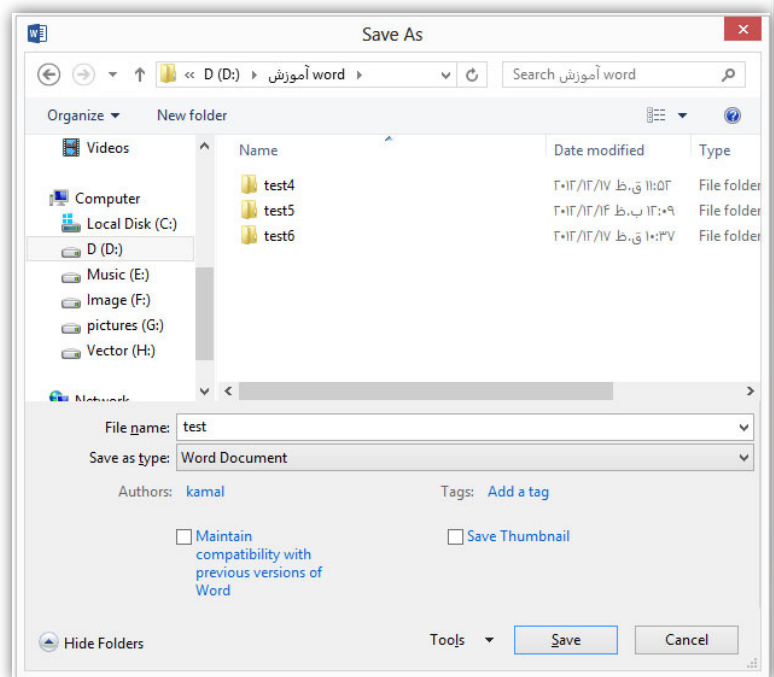 Save As
« D (D:) آموزش word
Search آموزش word
Organize
New folder
Name
Date modified
Type
Videos
Computer
Local Disk (C:)
D (D:)
Music (E:)
Image (F:)
pictures (G:)
Vector (H:)
Network
test4 ۲۰۱۲/۱۲/۱۷ ق.ظ ۱۱:۵۲ File folder
test5 ۲۰۱۲/۱۲/۱۴ ب.ظ ۱۲:۰۹ File folder
test6 ۲۰۱۲/۱۲/۱۷ ق.ظ ۱۰:۳۷ File folder
File name: test
Save as type: Word Document
Authors: kamal
Tags: Add a tag
Maintain
compatibility with
previous versions of
Word
Save Thumbnail
Hide Folders
Tools
Save
Cancel